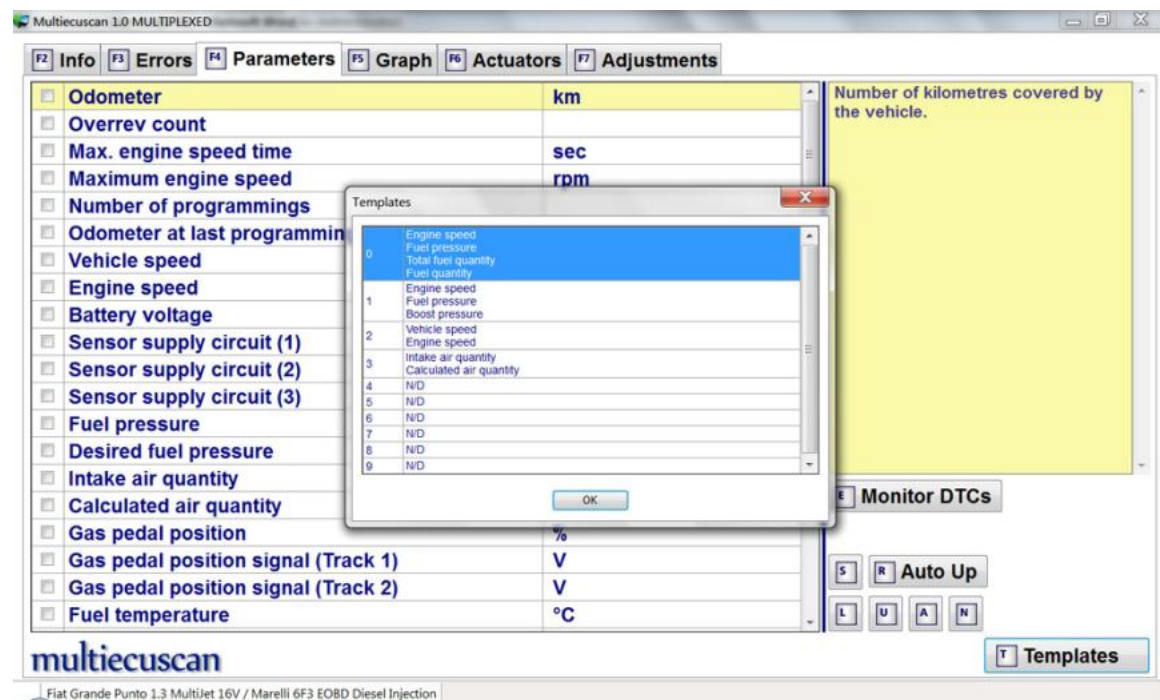 Multiecuscan 1.0 MULTIPLEXED
F2 Info F3 Errors F4 Parameters F5 Graph F6 Actuators F7 Adjustments
Odometer km
Overrev count
Max. engine speed time sec
Maximum engine speed rpm
Number of programmings
Odometer at last programmin
Vehicle speed
Engine speed
Battery voltage
Sensor supply circuit (1)
Sensor supply circuit (2)
Sensor supply circuit (3)
Fuel pressure
Desired fuel pressure
Intake air quantity
Calculated air quantity
Gas pedal position %
Gas pedal position signal (Track 1) V
Gas pedal position signal (Track 2) V
Fuel temperature °C
Number of kilometres covered by
the vehicle.
Templates
0
Engine speed
Fuel pressure
Total fuel quantity
Fuel quantity
1
Engine speed
Fuel pressure
Boost pressure
2
Vehicle speed
Engine speed
3
Intake air quantity
Calculated air quantity
4 N/D
5 N/D
6 N/D
7 N/D
8 N/D
9 N/D
OK
E Monitor DTCs
S R Auto Up
L U A N
T Templates
multiecuscan
Fiat Grande Punto 1.3 MultiJet 16V / Marelli 6F3 EOBD Diesel Injection